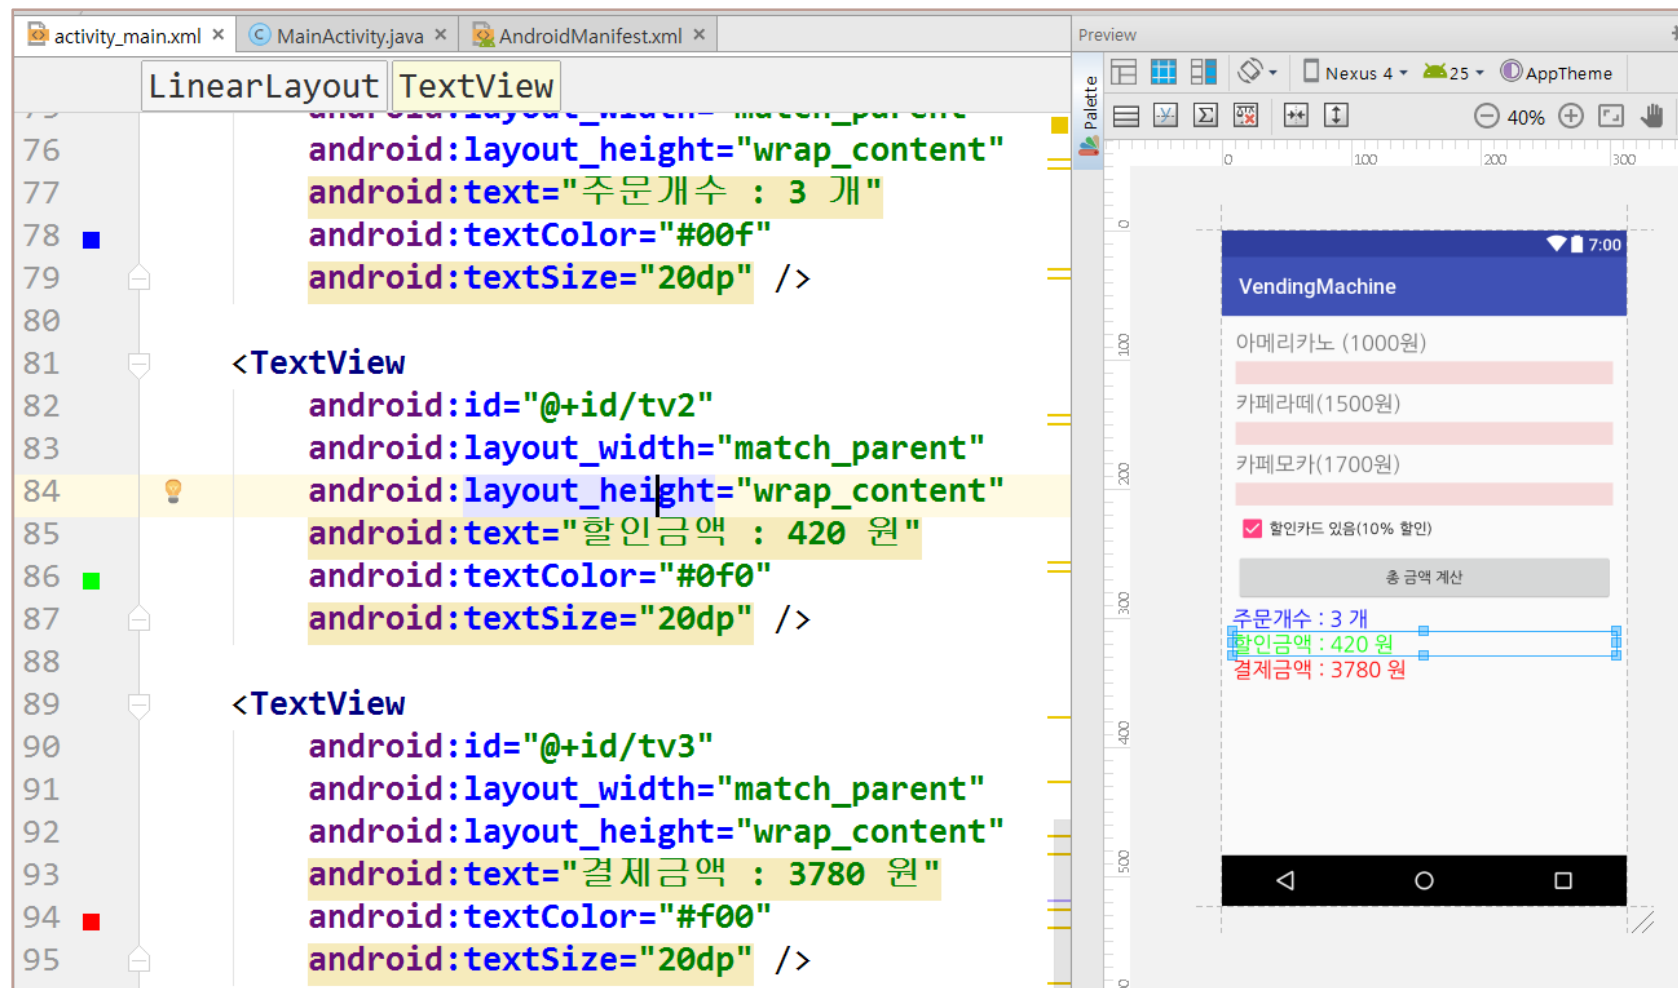 activity_main.xml × MainActivity.java × AndroidManifest.xml ×
LinearLayout TextView
android:layout_width="match_parent"
76 android:layout_height="wrap_content"
77 android:text="주문개수 : 3 개"
78 android:textColor="#00f"
79 android:textSize="20dp" />
80
81 <TextView
82 android:id="@+id/tv2"
83 android:layout_width="match_parent"
84 android:layout_height="wrap_content"
85 android:text="할인금액 : 420 원"
86 android:textColor="#0f0"
87 android:textSize="20dp" />
88
89 <TextView
90 android:id="@+id/tv3"
91 android:layout_width="match_parent"
92 android:layout_height="wrap_content"
93 android:text="결제금액 : 3780 원"
94 android:textColor="#f00"
95 android:textSize="20dp" />
Preview
Palette
Nexus 4 25 AppTheme
40%
0 100 200 300
0
100
200
300
400
500
7:00
VendingMachine
아메리카노 (1000원)
카페라떼(1500원)
카페모카(1700원)
할인카드 있음(10% 할인)
총 금액 계산
주문개수 : 3 개
할인금액 : 420 원
결제금액 : 3780 원